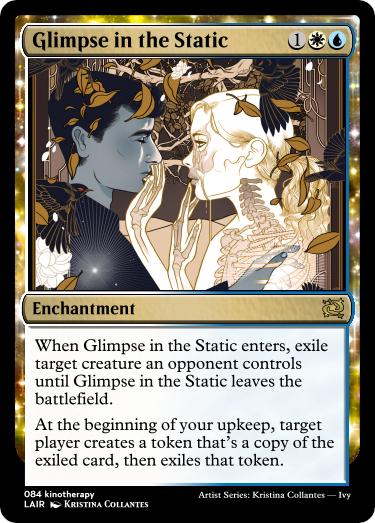 Glimpse in the Static 1
Enchantment
When Glimpse in the Static enters, exile
target creature an opponent controls
until Glimpse in the Static leaves the
battlefield.
At the beginning of your upkeep, target
player creates a token that's a copy of the
exiled card, then exiles that token.
084 kinotherapy
LAIR KRISTINA COLLANTES
Artist Series: Kristina Collantes — Ivy